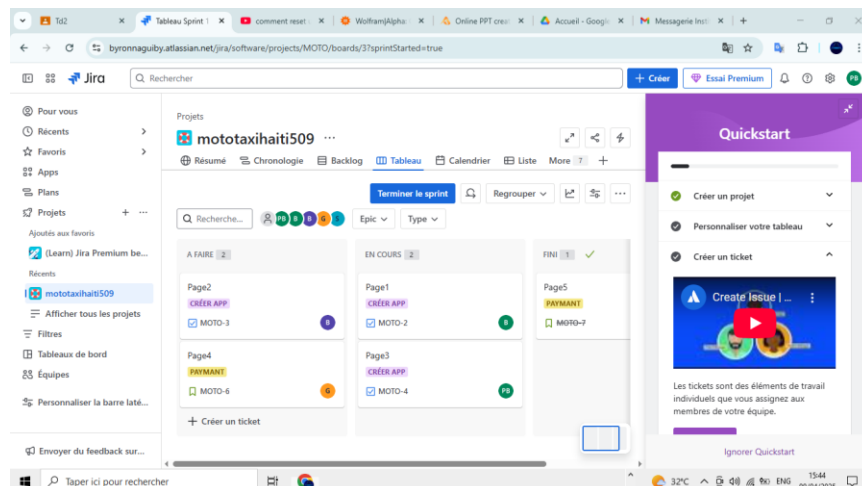 Td2
Tableau Sprint 1
comment reset
Wolfram|Alpha
Online PPT creat
Accueil - Google
Messagerie Insti
byronnaguiby.atlassian.net/jira/software/projects/MOTO/boards/3?sprintStarted=true
Jira
Rechercher
+ Créer
Essai Premium
PB
Pour vous
Récents
Favoris
Apps
Plans
Projets
Ajoutés aux favoris
(Learn) Jira Premium be...
Récents
mototaxihaiti509
Afficher tous les projets
Filtres
Tableaux de bord
Équipes
Personnaliser la barre laté...
Envoyer du feedback sur...
Projets
mototaxihaiti509
Résumé Chronologie Backlog Tableau Calendrier Liste More 7 +
Terminer le sprint
Regrouper
Recherche...
PB B B G S
Epic
Type
A FAIRE 2
Page2
CRÉER APP
MOTO-3
B
Page4
PAYMANT
MOTO-6
G
+ Créer un ticket
EN COURS 2
Page1
CRÉER APP
MOTO-2
B
Page3
CRÉER APP
MOTO-4
PB
FINI 1
Page5
PAYMANT
MOTO-7
Quickstart
Créer un projet
Personnaliser votre tableau
Créer un ticket
Create Issue | ...
Les tickets sont des éléments de travail
individuels que vous assignez aux
membres de votre équipe.
Ignorer Quickstart
Taper ici pour rechercher
32°C
ENG
15:44